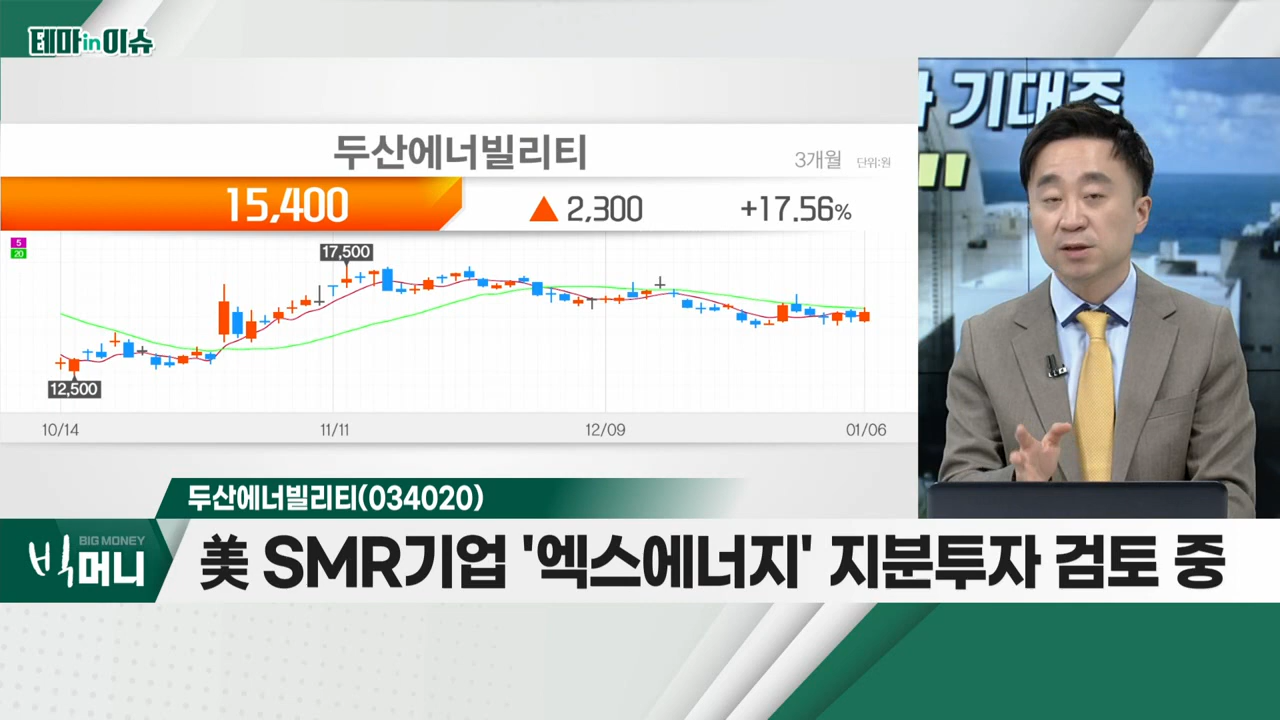 테마in이슈
기대주
두산에너빌리티
3개월 단위:원
15,400 ▲ 2,300 +17.56%
5
20
17,500
12,500
10/14 11/11 12/09 01/06
두산에너빌리티(034020)
BIG MONEY
빅머니
美 SMR기업 '엑스에너지' 지분투자 검토 중